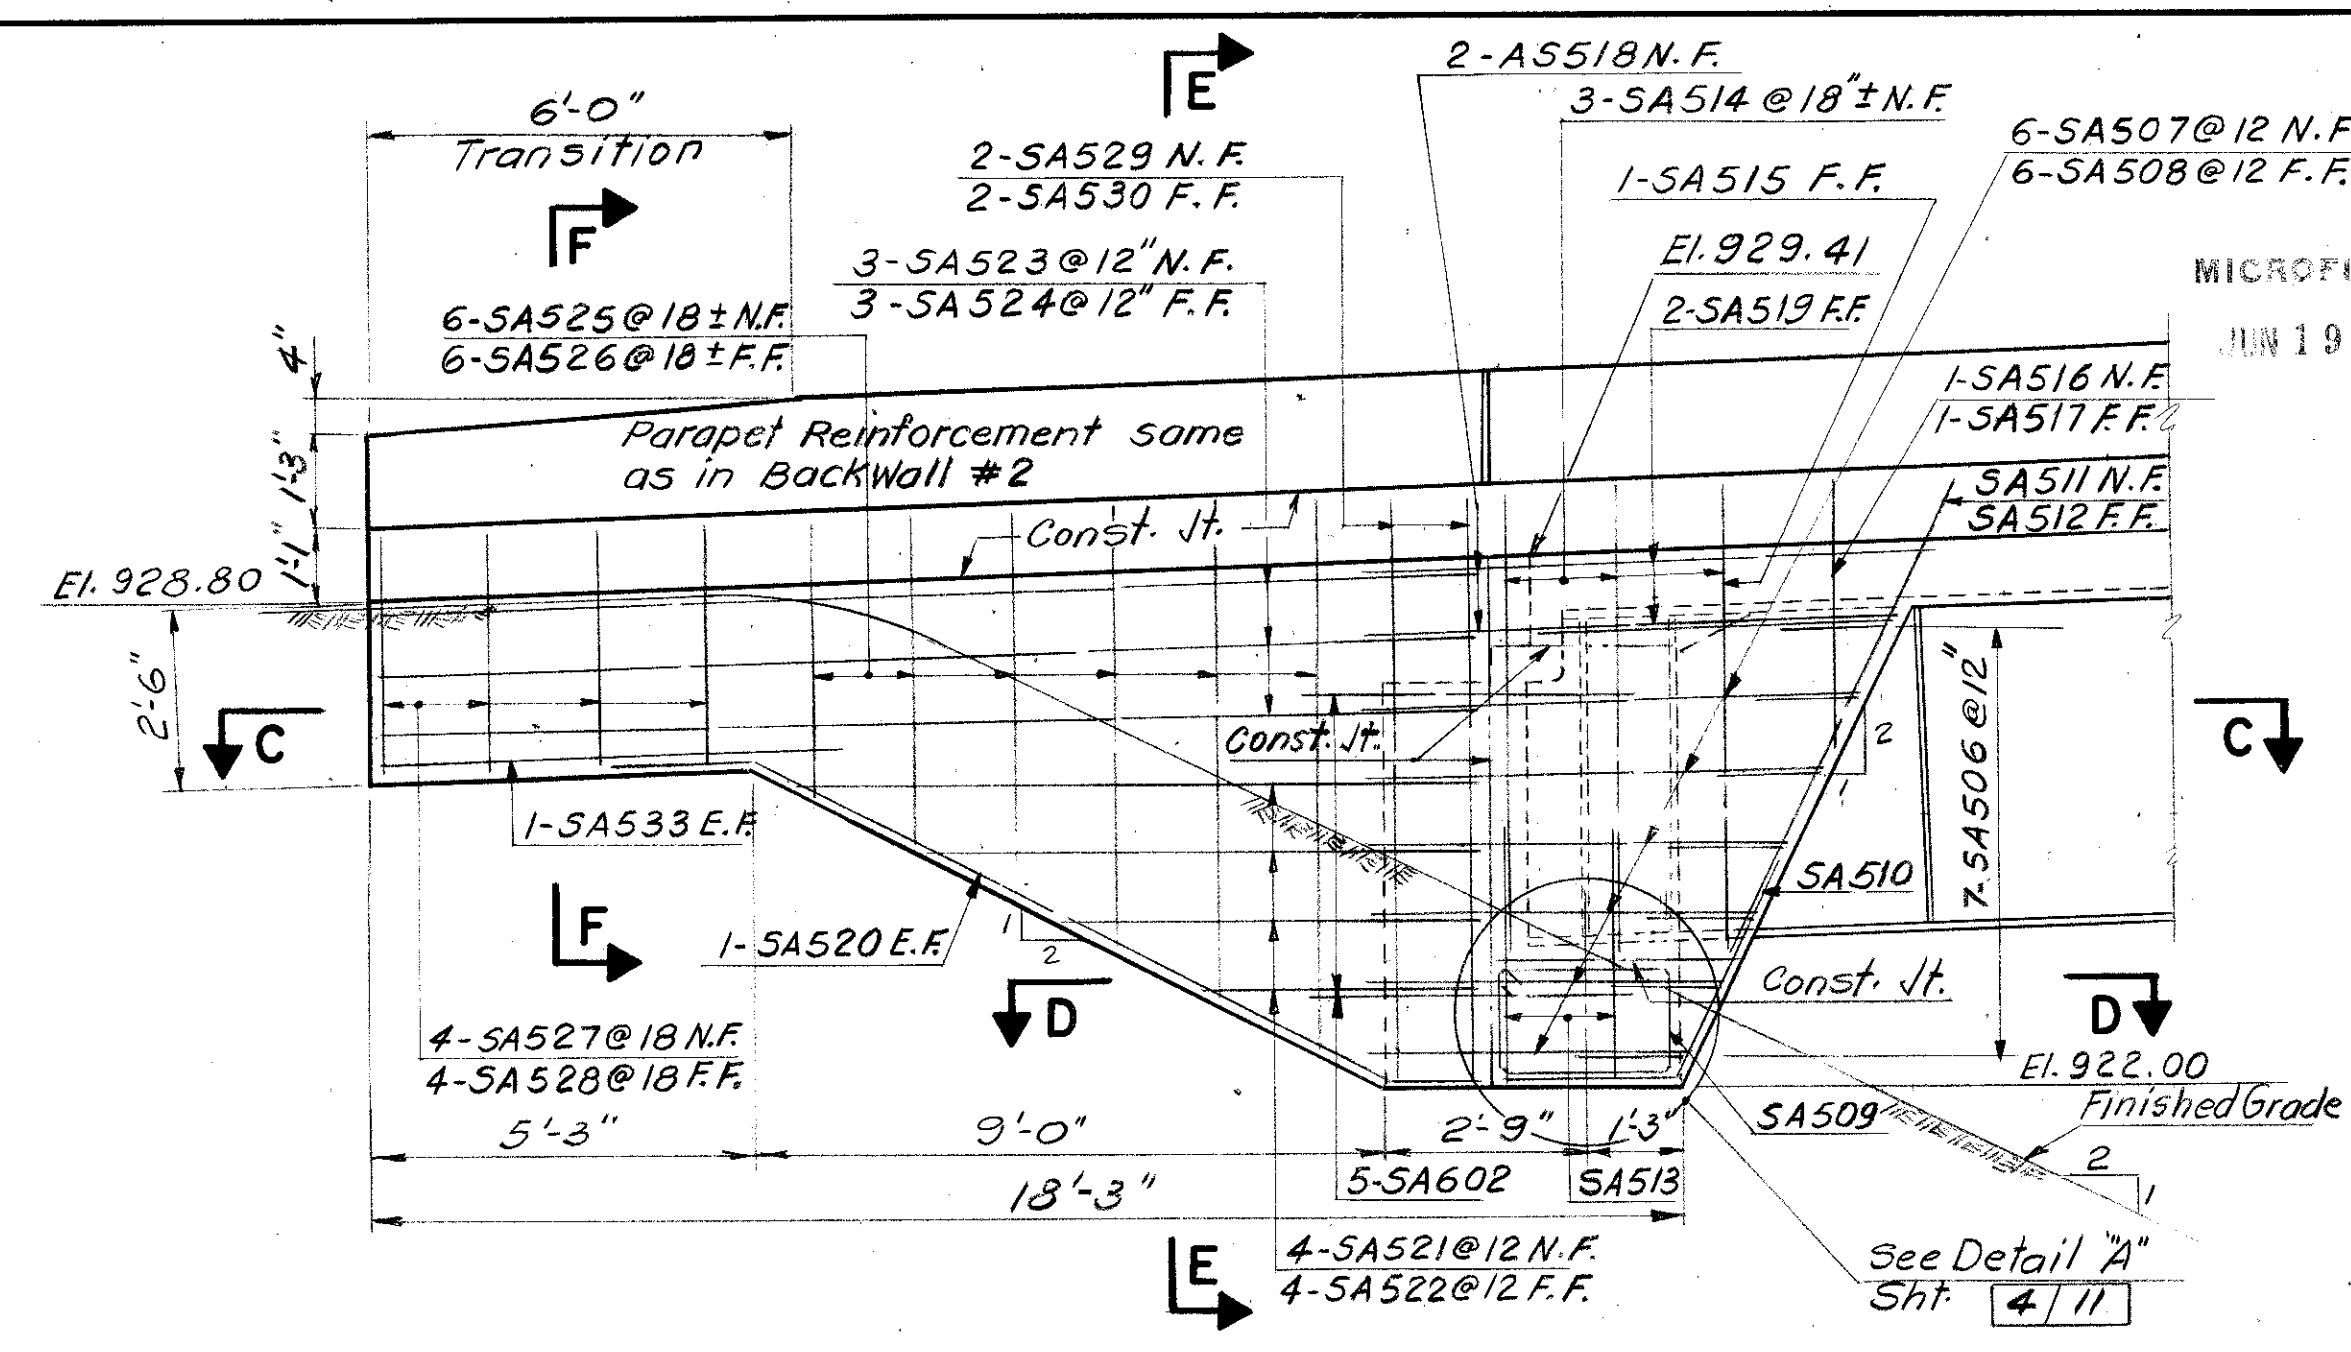 E
2-AS518 N. F.
3-SA514 @ 18"± N. F.
6'-0"
Transition
2-SA529 N. F.
2-SA530 F. F.
6-SA507@12 N. F
6-SA508@12 F. F.
1-SA515 F. F.
F
3-SA523@12" N. F.
3-SA524@12" F. F.
El. 929.41
2-SA519 F.F.
6-SA525@18± N.F.
6-SA526@18± F.F.
JUN 19
4"
1-SA516 N. F.
1-SA517 F. F.
Parapet Reinforcement same
as in BackWall #2
1'-3"
SA511 N. F.
SA512 F. F.
Const. Jt.
1'-1"
El. 928.80
2'-6"
C
Const. Jt.
2
1
C
7-SA506@12"
1-SA533 E.F.
SA510
F
1-SA520 E.F.
1
2
D
Const. Jt.
D
4-SA527@18 N.F.
4-SA528@18 F.F.
El. 922.00
Finished Grade
5'-3"
9'-0"
2'-9"
1'-3"
SA509
2
1
18'-3"
5-SA602
SA513
E
4-SA521@12 N. F.
4-SA522@12 F. F.
See Detail "A"
Sht. 4/11